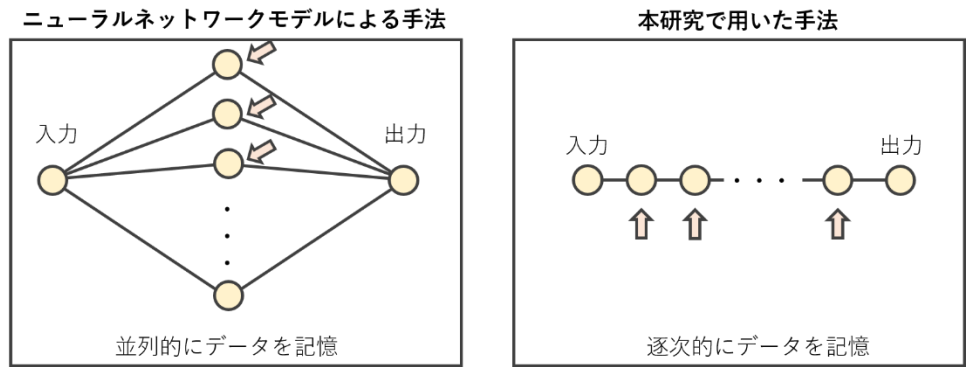 ニューラルネットワークモデルによる手法
入力
出力
並列的にデータを記憶
本研究で用いた手法
入力
出力
逐次的にデータを記憶